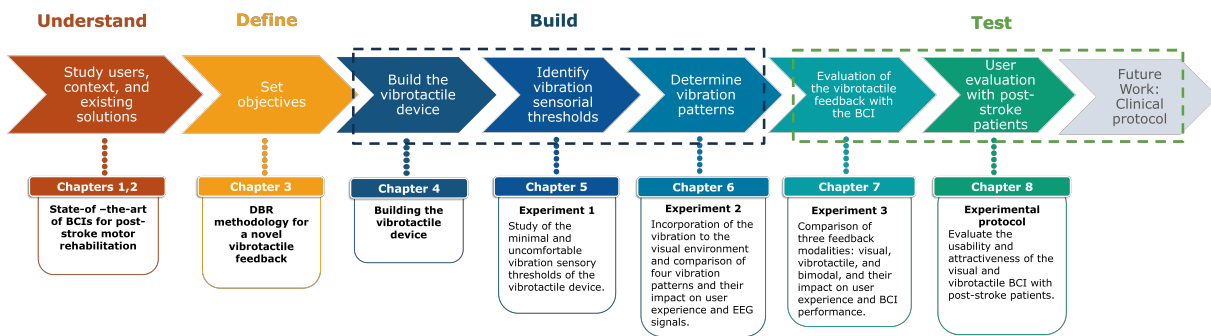 Understand
Define
Build
Test
Study users,
context, and
existing
solutions
Set
objectives
Build the
vibrotactile
device
Identify
vibration
sensorial
thresholds
Determine
vibration
patterns
Evaluation of
the vibrotactile
feedback with
the BCI
User
evaluation
with post-
stroke
patients
Future
Work:
Clinical
protocol
Chapters 1,2
State-of –the-art
of BCIs for post-
stroke motor
rehabilitation
Chapter 3
DBR
methodology for
a novel
vibrotactile
feedback
Chapter 4
Building the
vibrotactile
device
Chapter 5
Experiment 1
Study of the
minimal and
uncomfortable
vibration sensory
thresholds of the
vibrotactile device.
Chapter 6
Experiment 2
Incorporation of the
vibration to the
visual environment
and comparison of
four vibration
patterns and their
impact on user
experience and EEG
signals.
Chapter 7
Experiment 3
Comparison of
three feedback
modalities: visual,
vibrotactile, and
bimodal, and their
impact on user
experience and BCI
performance.
Chapter 8
Experimental
protocol
Evaluate the
usability and
attractiveness of the
visual and
vibrotactile BCI with
post-stroke patients.